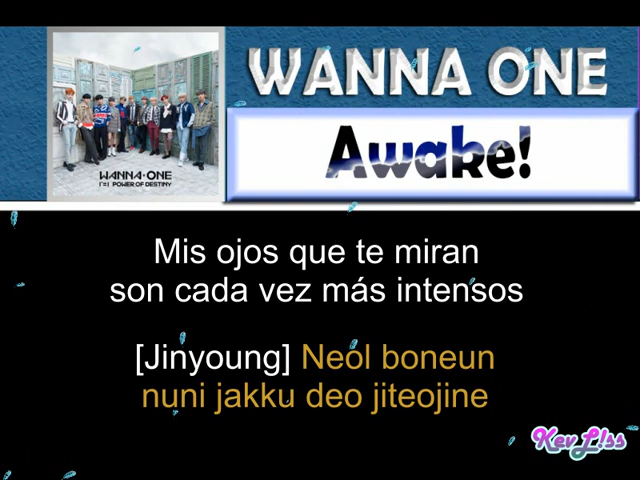 WANNA ONE
Awake!
WANNA·ONE
POWER OF DESTINY
Mis ojos que te miran
son cada vez más intensos
[Jinyoung] Neol boneun
nuni jakku deo jiteojine
KevL!ss